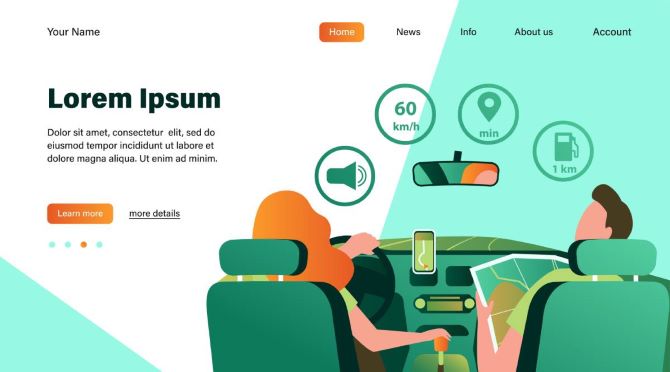 Your Name
Home
News
Info
About us
Account
Lorem Ipsum
Dolor sit amet, consectetur elit, sed do
eiusmod tempor incididunt ut labore et
dolore magna aliqua. Ut enim ad minim.
Learn more
more details
60
km/h
min
1 km